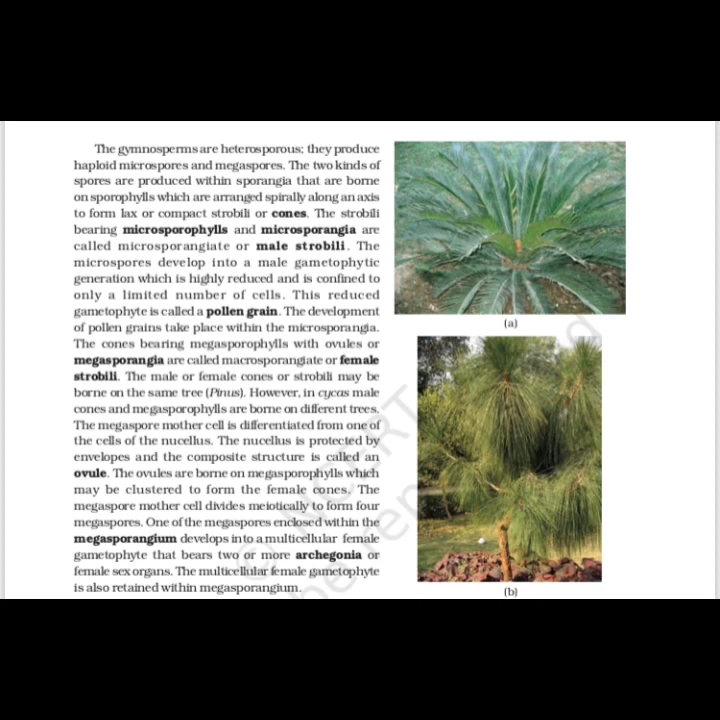 The gymnosperms are heterosporous; they produce
haploid microspores and megaspores. The two kinds of
spores are produced within sporangia that are borne
on sporophylls which are arranged spirally along an axis
to form lax or compact strobili or cones. The strobili
bearing microsporophylls and microsporangia are
called microsporangiate or male strobili. The
microspores develop into a male gametophytic
generation which is highly reduced and is confined to
only a limited number of cells. This reduced
gametophyte is called a pollen grain. The development
of pollen grains take place within the microsporangia.
The cones bearing megasporophylls with ovules or
megasporangia are called macrosporangiate or female
strobili. The male or female cones or strobili may be
borne on the same tree (Pinus). However, in cycas male
cones and megasporophylls are borne on different trees.
The megaspore mother cell is differentiated from one of
the cells of the nucellus. The nucellus is protected by
envelopes and the composite structure is called an
ovule. The ovules are borne on megasporophylls which
may be clustered to form the female cones. The
megaspore mother cell divides meiotically to form four
megaspores. One of the megaspores enclosed within the
megasporangium develops into a multicellular female
gametophyte that bears two or more archegonia or
female sex organs. The multicellular female gametophyte
is also retained within megasporangium.
(a)
(b)
© NCERT